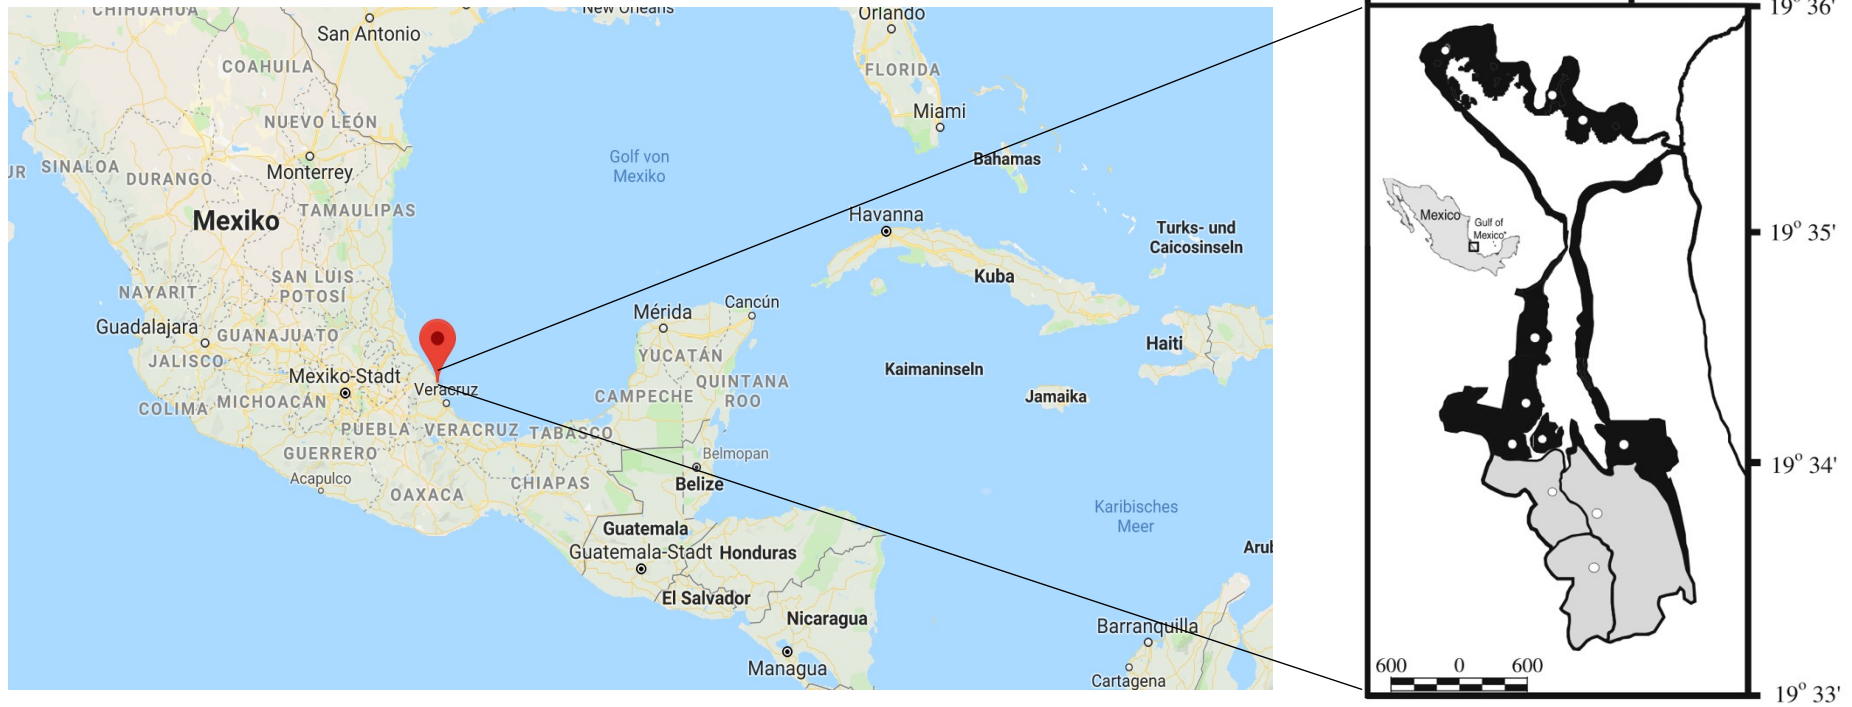 CHIHUAHUA
San Antonio
New Orleans
Orlando
COAHUILA
FLORIDA
Miami
NUEVO LEÓN
Monterrey
SINALOA
DURANGO
Golf von
Mexiko
Bahamas
Mexiko
TAMAULIPAS
Havanna
Turks- und
Caicosinseln
SAN LUIS
POTOSÍ
Kuba
NAYARIT
Mérida
Cancún
Guadalajara
GUANAJUATO
Haiti
JALISCO
YUCATÁN
Mexiko-Stadt
Veracruz
Kaimaninseln
QUINTANA
ROO
CAMPECHE
Jamaika
COLIMA
MICHOACÁN
PUEBLA
VERACRUZ
TABASCO
GUERRERO
Belmopan
Acapulco
OAXACA
CHIAPAS
Belize
Karibisches
Meer
Guatemala
Guatemala-Stadt
Honduras
El Salvador
Nicaragua
Barranquilla
Managua
Cartagena
19° 36'
Mexico
Gulf of
Mexico
19° 35'
19° 34'
600 0 600
19° 33'